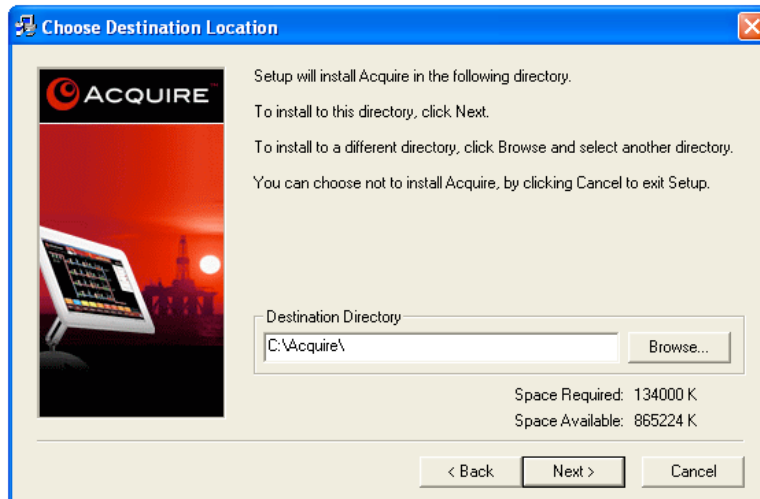 Choose Destination Location
ACQUIRE
Setup will install Acquire in the following directory.
To install to this directory, click Next.
To install to a different directory, click Browse and select another directory.
You can choose not to install Acquire, by clicking Cancel to exit Setup.
Destination Directory
C:\Acquire\
Browse...
Space Required: 134000 K
Space Available: 865224 K
< Back
Next >
Cancel